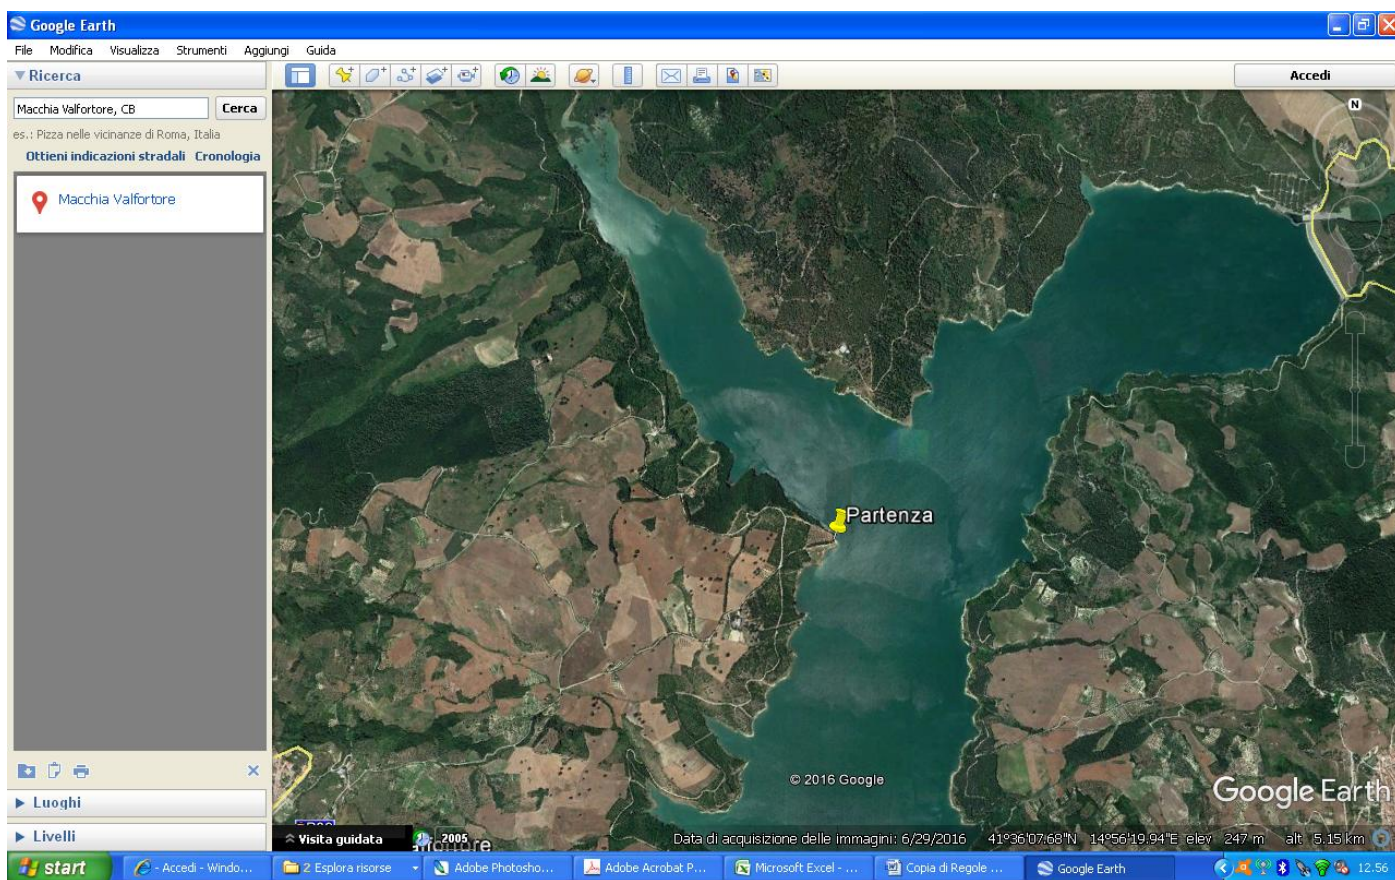 Google Earth
File Modifica Visualizza Strumenti Aggiungi Guida
Ricerca
Accedi
Macchia Valfortore, CB Cerca
es.: Pizza nelle vicinanze di Roma, Italia
Ottieni indicazioni stradali Cronologia
Macchia Valfortore
N
Partenza
© 2016 Google
Google Earth
Luoghi
Livelli
Visita guidata 2005 Data di acquisizione delle immagini: 6/29/2016 41°36'07.68"N 14°56'19.94"E elev 247 m alt 5.15 km
start - Accedi - Windo... 2 Esplora risorse Adobe Photosho... Adobe Acrobat P... Microsoft Excel - ... Copia di Regole ... Google Earth 12.56